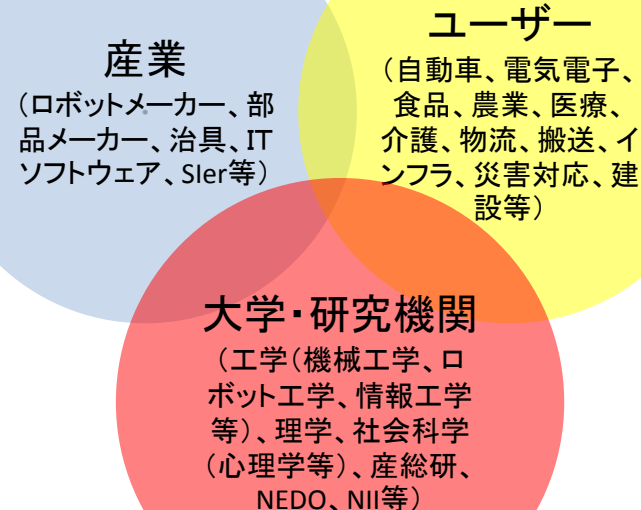 産業
（ロボットメーカー、部
品メーカー、治具、IT
ソフトウェア、SIer等）
ユーザー
（自動車、電気電子、
食品、農業、医療、
介護、物流、搬送、イ
ンフラ、災害対応、建
設等）
大学・研究機関
（工学（機械工学、ロ
ボット工学、情報工学
等）、理学、社会科学
（心理学等）、産総研、
NEDO、NII等）